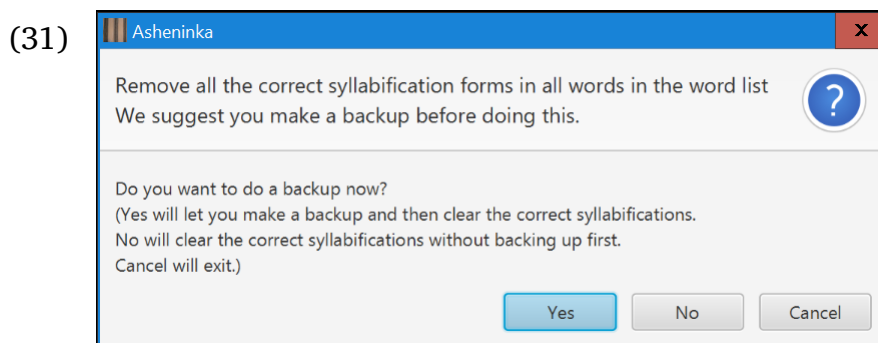 (31)
Asheninka
x
Remove all the correct syllabification forms in all words in the word list
We suggest you make a backup before doing this.
?
Do you want to do a backup now?
(Yes will let you make a backup and then clear the correct syllabifications.
No will clear the correct syllabifications without backing up first.
Cancel will exit.)
Yes No Cancel